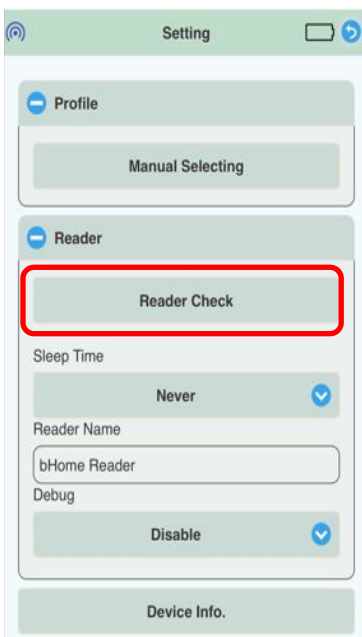 Setting
Profile
Manual Selecting
Reader
Reader Check
Sleep Time
Never
Reader Name
bHome Reader
Debug
Disable
Device Info.